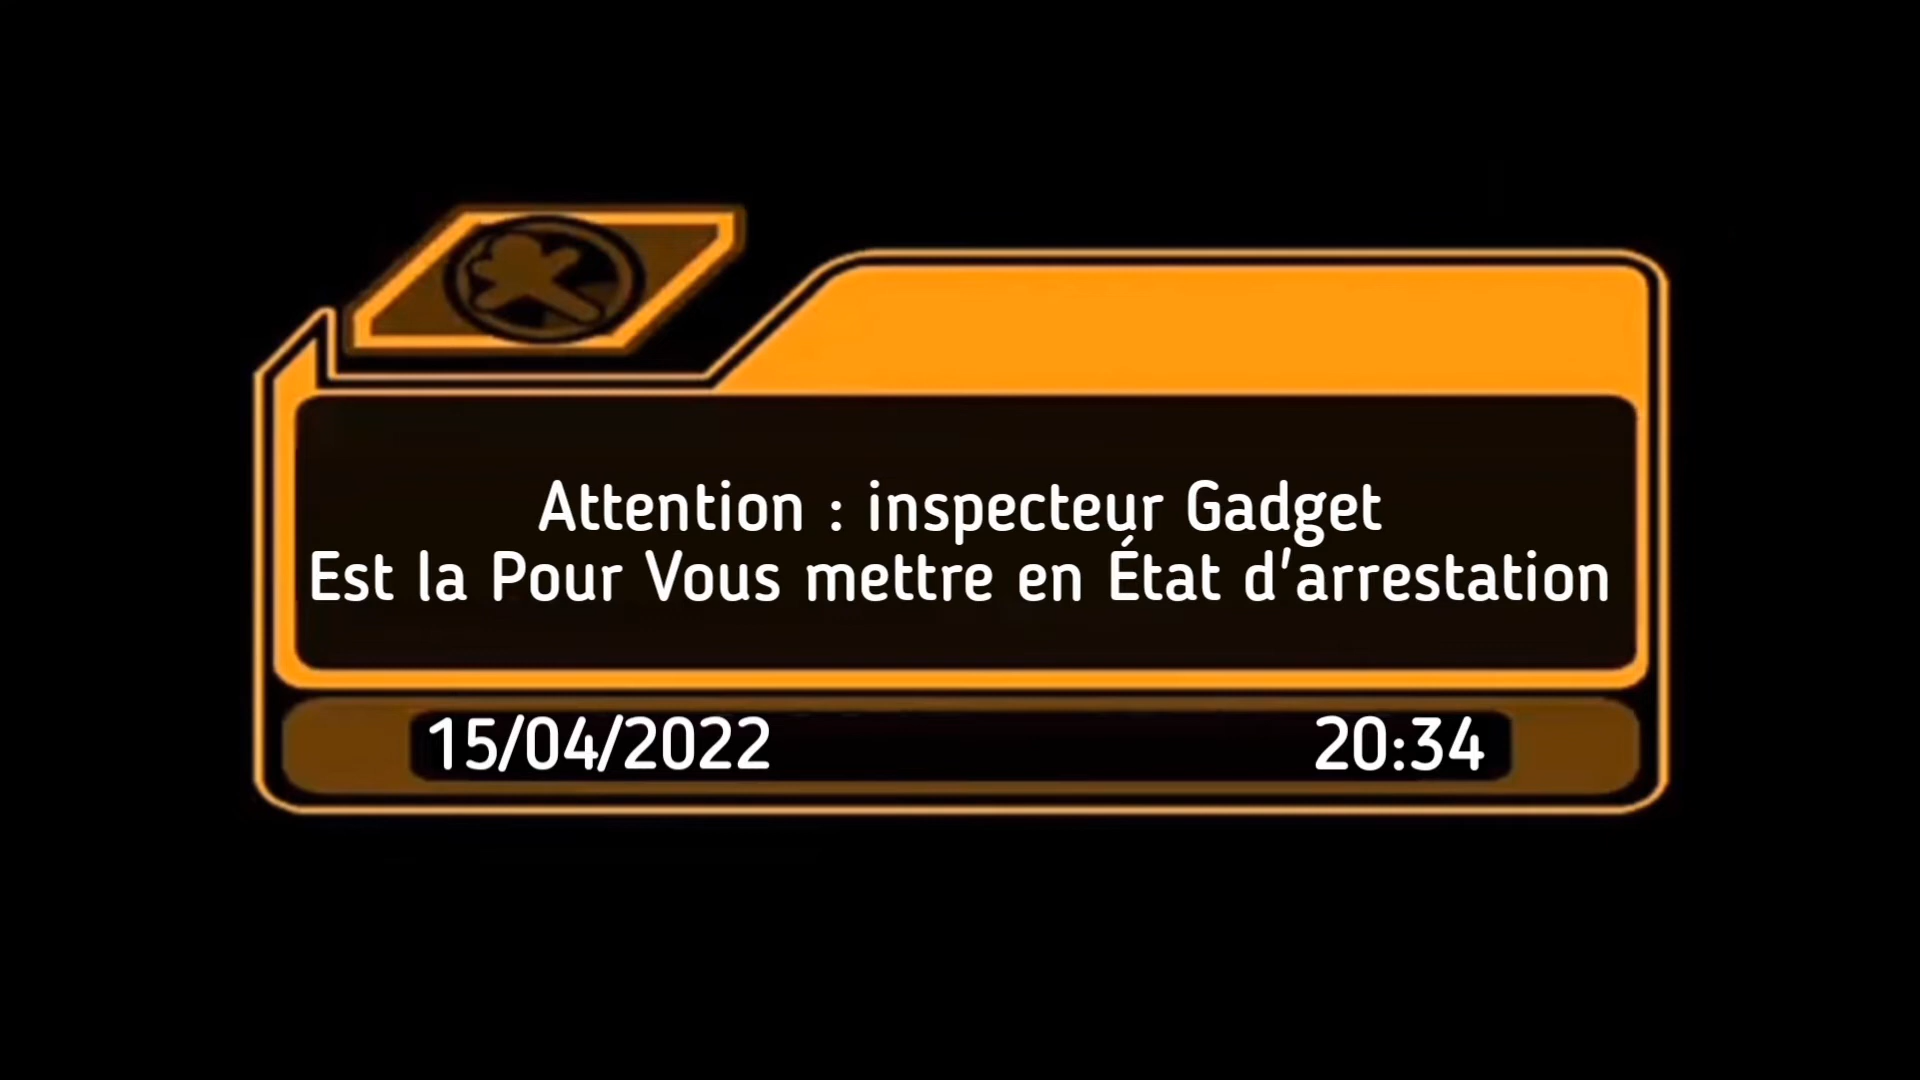 Attention : inspecteur Gadget
Est la Pour Vous mettre en État d'arrestation
15/04/2022 20:34